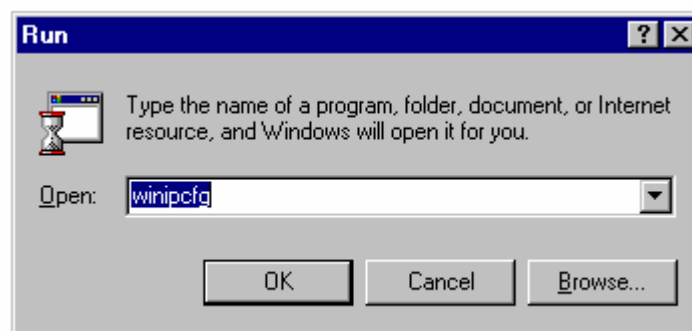 Run
Type the name of a program, folder, document, or Internet
resource, and Windows will open it for you.
Open: winipcfg
OK Cancel Browse...